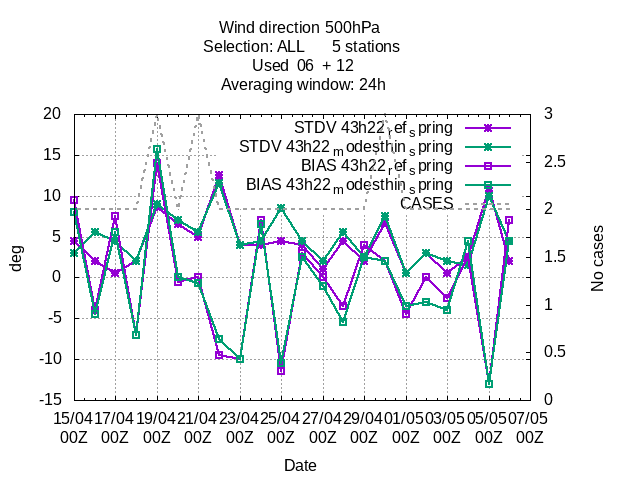 Wind direction 500hPa
Selection: ALL 5 stations
Used 06 + 12
Averaging window: 24h
STDV 43h22_ref_spring
STDV 43h22_modesthin_spring
BIAS 43h22_ref_spring
BIAS 43h22_modesthin_spring
CASES
20
15
10
5
0
-5
-10
-15
deg
3
2.5
2
1.5
1
0.5
0
No cases
15/04 17/04 19/04 21/04 23/04 25/04 27/04 29/04 01/05 03/05 05/05 07/05
00Z 00Z 00Z 00Z 00Z 00Z 00Z 00Z 00Z 00Z 00Z 00Z
Date